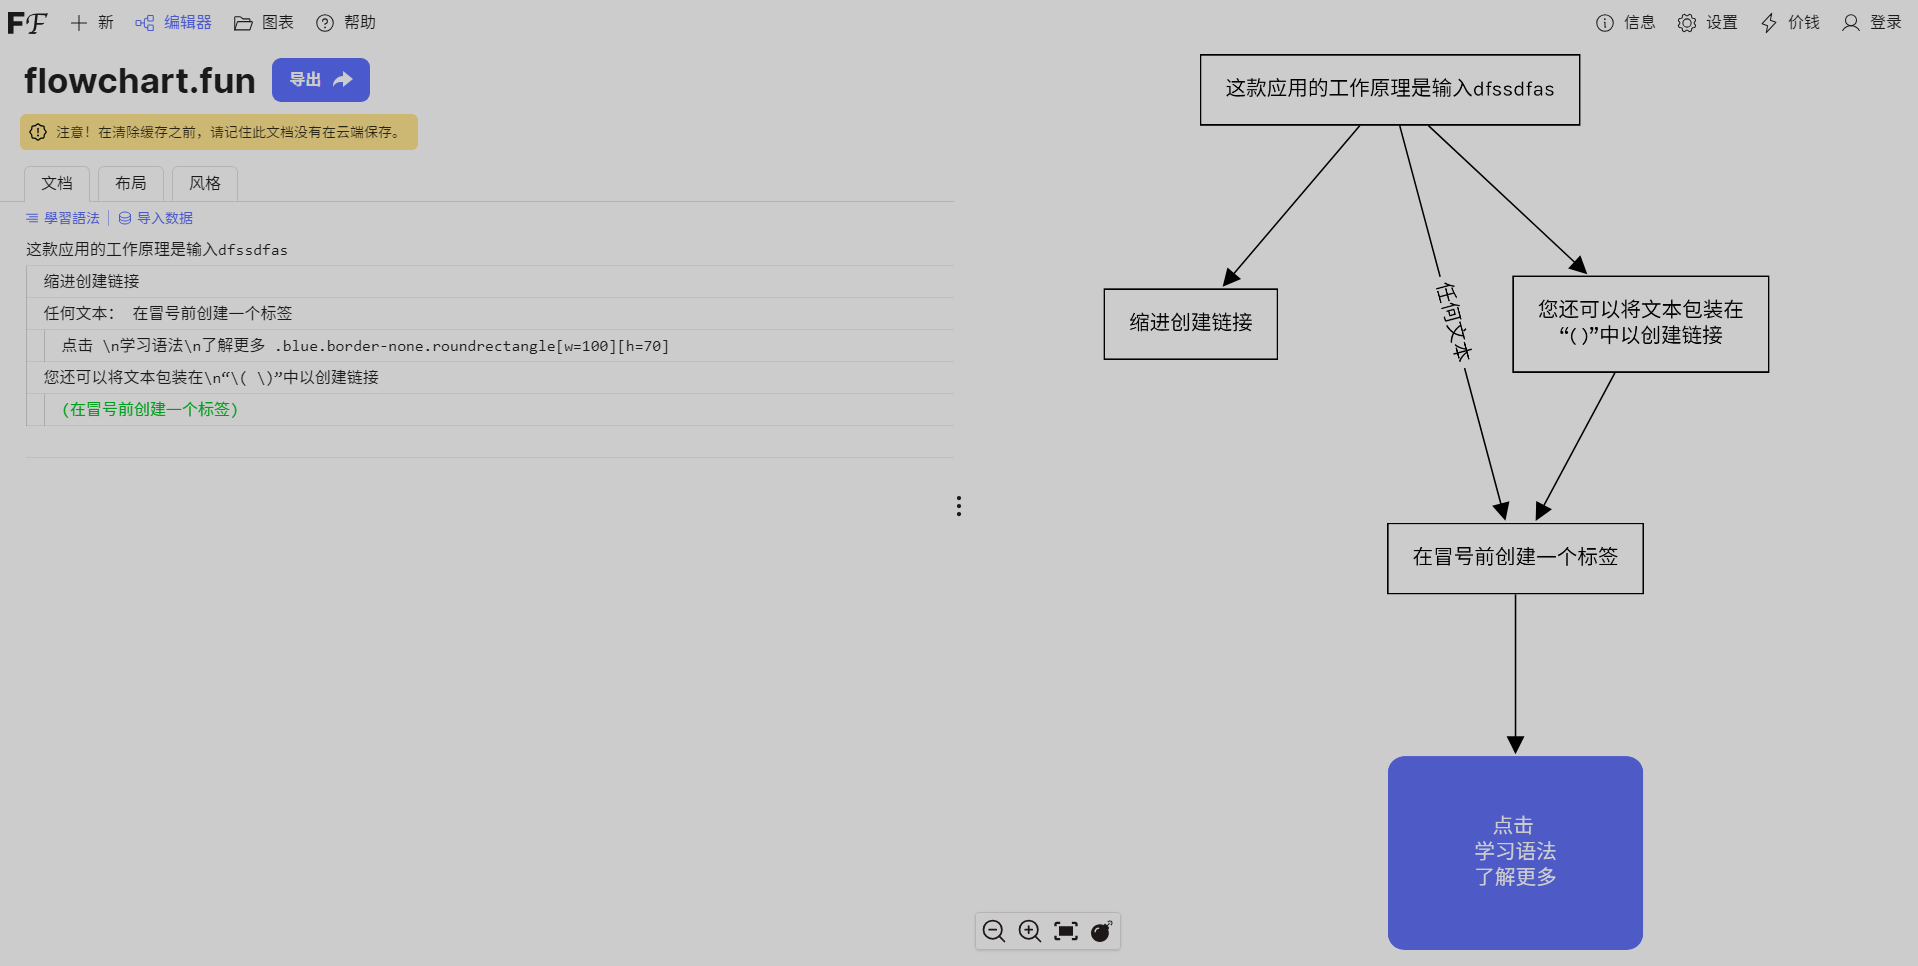 FF
新
编辑器
图表
帮助
信息
设置
价钱
登录
flowchart.fun
导出
注意！在清除缓存之前，请记住此文档没有在云端保存。
文档
布局
风格
學習語法
导入数据
这款应用的工作原理是输入dfssdfas
缩进创建链接
任何文本： 在冒号前创建一个标签
点击 \n学习语法\n了解更多 .blue.border-none.roundrectangle[w=100][h=70]
您还可以将文本包装在\n“\( \)”中以创建链接
(在冒号前创建一个标签)
这款应用的工作原理是输入dfssdfas
缩进创建链接
任何文本
您还可以将文本包装在
“( )”中以创建链接
在冒号前创建一个标签
点击
学习语法
了解更多